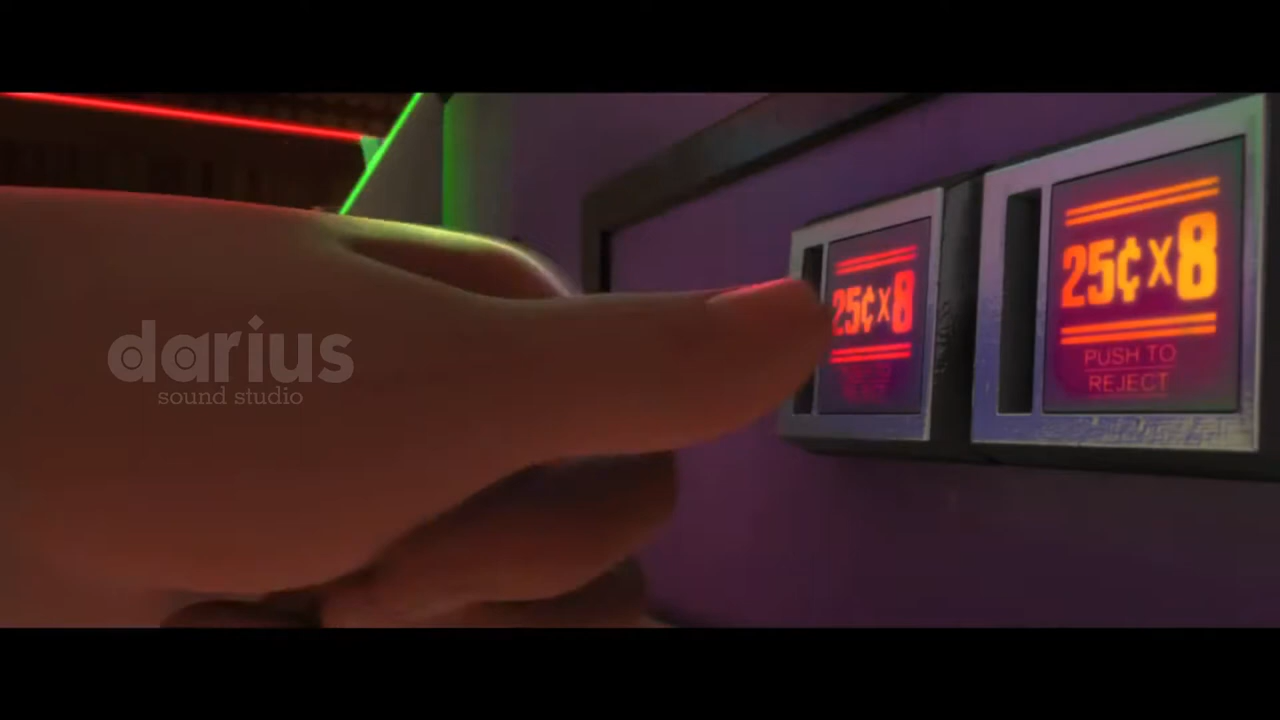 darius
sound studio
25¢x8
25¢x8
PUSH TO
REJECT